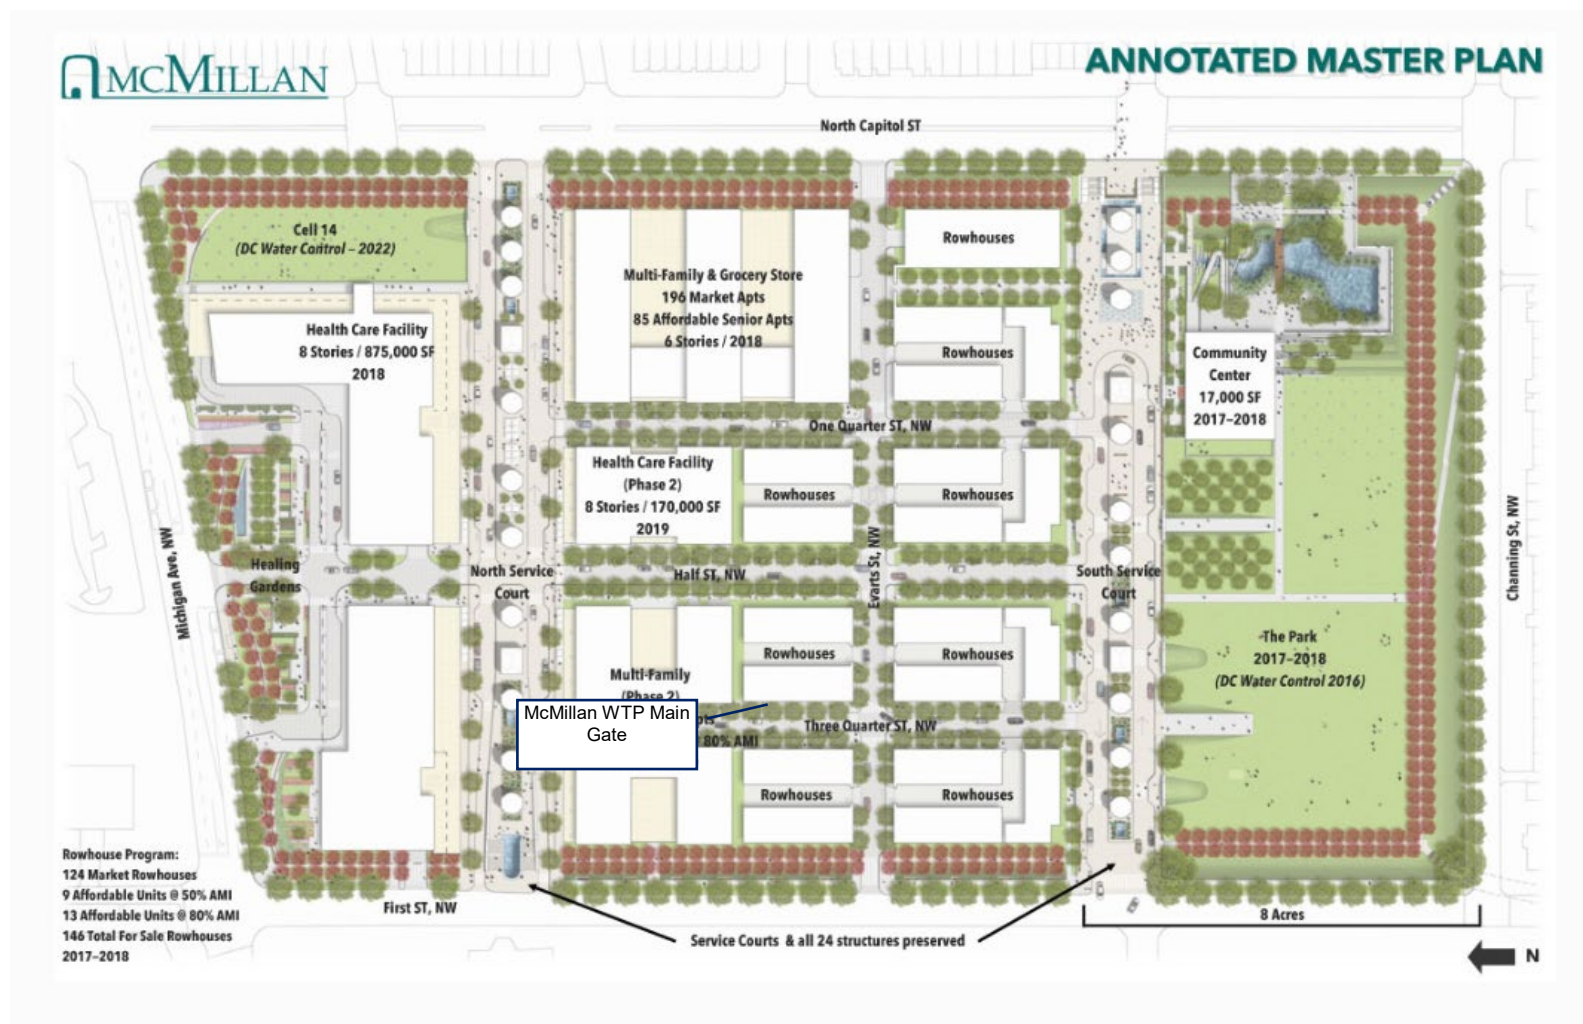 McMILLAN
ANNOTATED MASTER PLAN
North Capitol ST
Cell 14
(DC Water Control – 2022)
Health Care Facility
8 Stories / 875,000 SF
2018
Multi-Family & Grocery Store
196 Market Apts
85 Affordable Senior Apts
6 Stories / 2018
Rowhouses
Rowhouses
Community
Center
17,000 SF
2017–2018
One Quarter ST, NW
Health Care Facility
(Phase 2)
8 Stories / 170,000 SF
2019
Rowhouses
Rowhouses
Michigan Ave, NW
Healing
Gardens
North Service
Court
Half ST, NW
Evarts St, NW
South Service
Court
Channing St, NW
Multi-Family
(Phase 2)
Rowhouses
Rowhouses
The Park
2017–2018
(DC Water Control 2016)
McMillan WTP Main
Gate
pts
80% AMI
Three Quarter ST, NW
Rowhouses
Rowhouses
Rowhouse Program:
124 Market Rowhouses
9 Affordable Units @ 50% AMI
13 Affordable Units @ 80% AMI
146 Total For Sale Rowhouses
2017–2018
First ST, NW
Service Courts & all 24 structures preserved
8 Acres
N